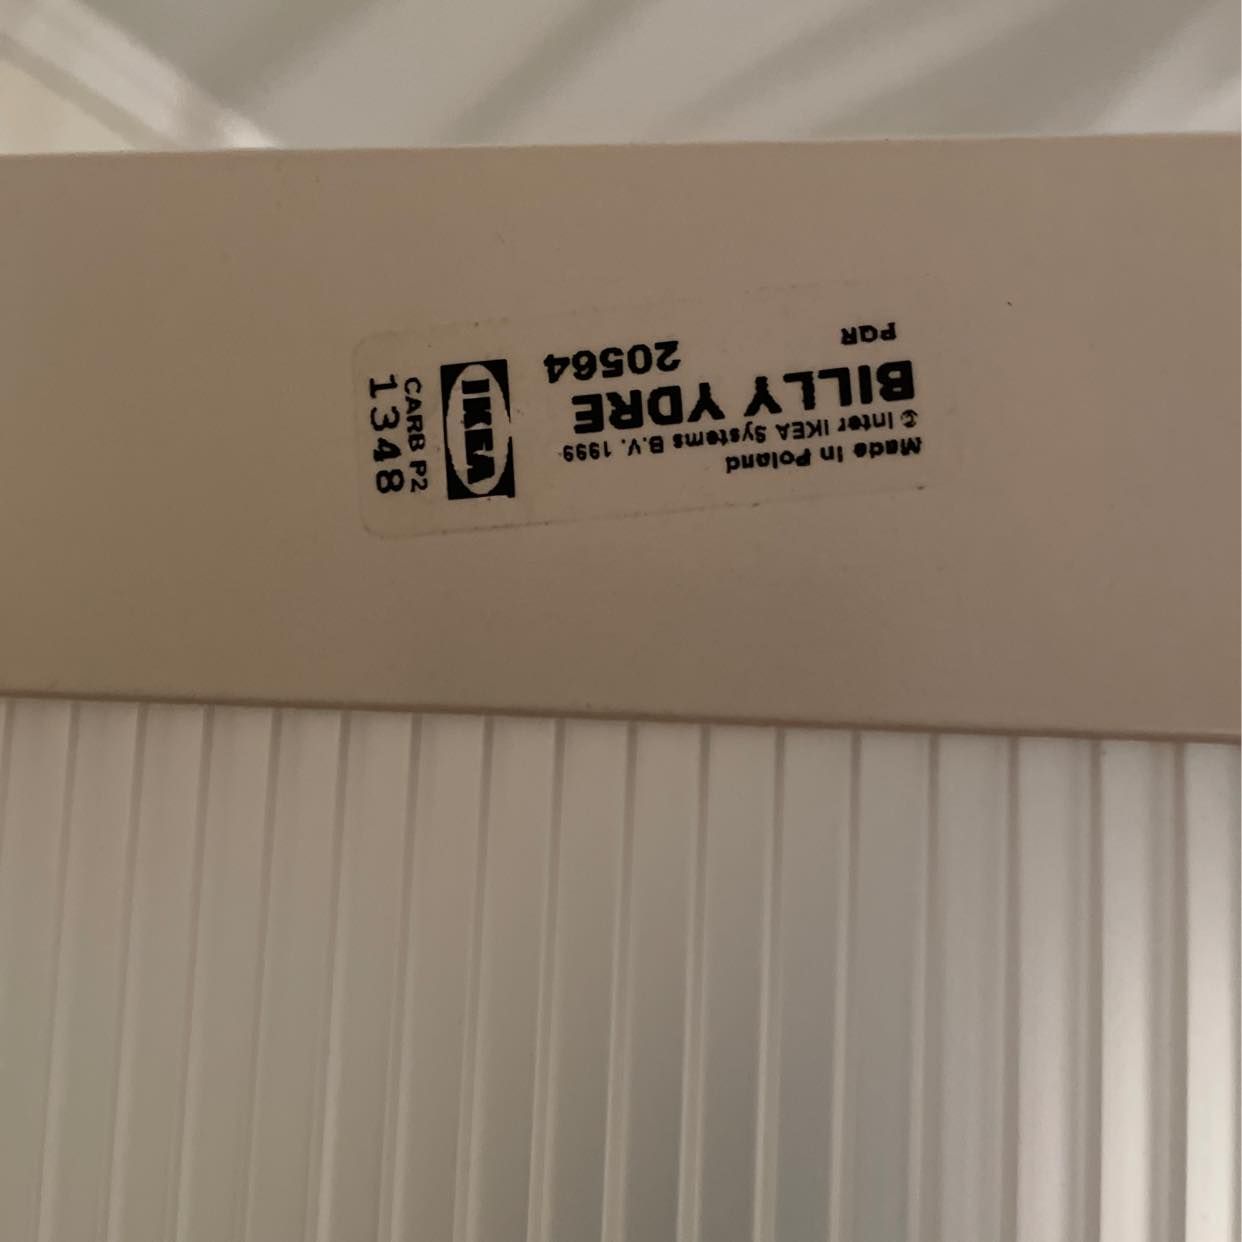 Made in Poland
© Inter IKEA Systems B.V. 1999
BILLY YDRE
20564
PQR
IKEA
CARB P2
1348